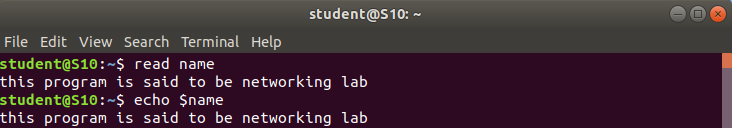 student@S10: ~
File Edit View Search Terminal Help
student@S10:~$ read name
this program is said to be networking lab
student@S10:~$ echo $name
this program is said to be networking lab